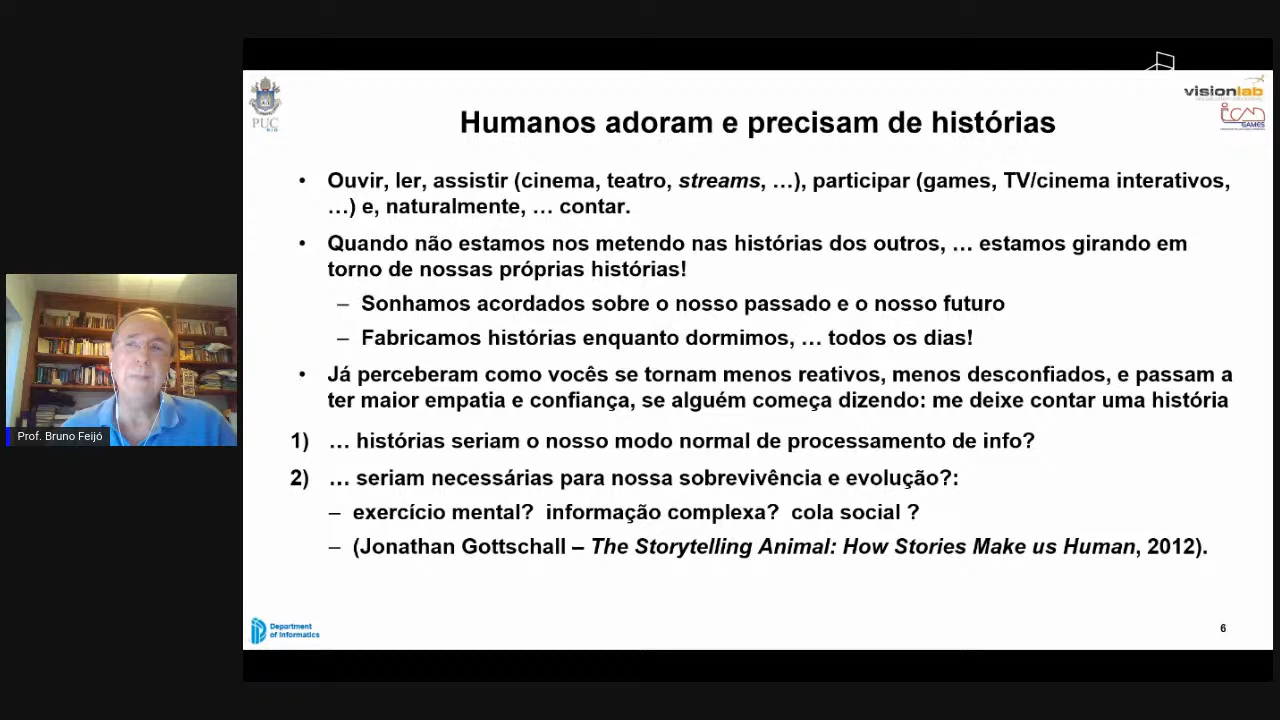 PUC
RIO
visionlab
icad
GAMES
Humanos adoram e precisam de histórias
• Ouvir, ler, assistir (cinema, teatro, streams, …), participar (games, TV/cinema interativos,
…) e, naturalmente, … contar.
• Quando não estamos nos metendo nas histórias dos outros, … estamos girando em
torno de nossas próprias histórias!
– Sonhamos acordados sobre o nosso passado e o nosso futuro
– Fabricamos histórias enquanto dormimos, … todos os dias!
• Já perceberam como vocês se tornam menos reativos, menos desconfiados, e passam a
ter maior empatia e confiança, se alguém começa dizendo: me deixe contar uma história
1) … histórias seriam o nosso modo normal de processamento de info?
2) … seriam necessárias para nossa sobrevivência e evolução?:
– exercício mental? informação complexa? cola social ?
– (Jonathan Gottschall – The Storytelling Animal: How Stories Make us Human, 2012).
Prof. Bruno Feijó
Department
of Informatics
6